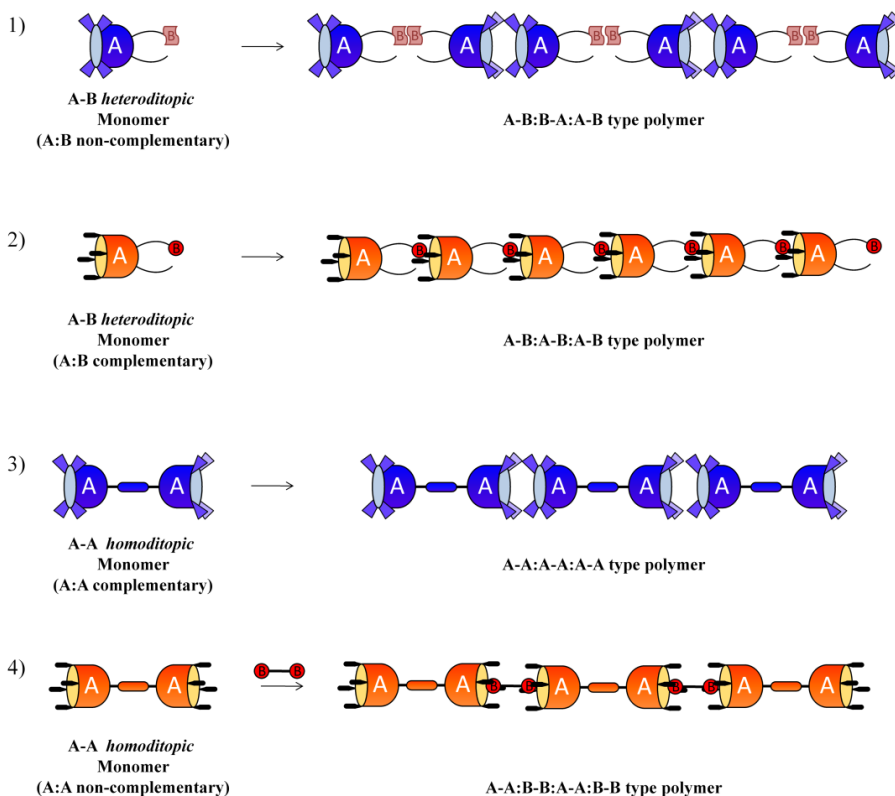 1)
A B B B A A B B A A B B A
A-B heteroditopic
Monomer
(A:B non-complementary)
A-B:B-A:A-B type polymer
2)
A B A B A B A B A B A B A B
A-B heteroditopic
Monomer
(A:B complementary)
A-B:A-B:A-B type polymer
3)
A A A A A A A A
A-A homoditopic
Monomer
(A:A complementary)
A-A:A-A:A-A type polymer
4)
B B
A A A A B B A A B B A A
A-A homoditopic
Monomer
(A:A non-complementary)
A-A:B-B:A-A:B-B type polymer